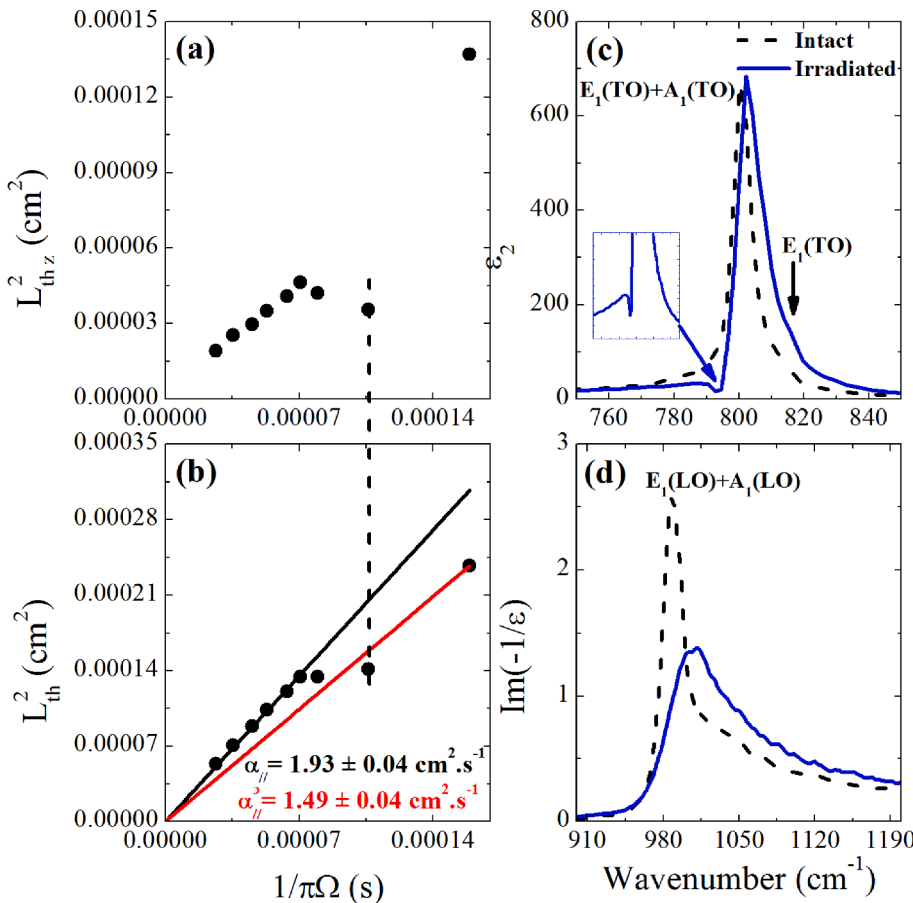 (a)
0.00015
0.00012
0.00009
0.00006
0.00003
0.00000
L²th z (cm²)
0.00000 0.00007 0.00014
(b)
0.00035
0.00028
0.00021
0.00014
0.00007
0.00000
L²th (cm²)
α// = 1.93 ± 0.04 cm².s⁻¹
= 1.49 ± 0.04 cm².s⁻¹
0.00000 0.00007 0.00014
1/πΩ (s)
(c)
Intact
Irradiated
E₁(TO)+A₁(TO)
E₁(TO)
800
600
400
200
0
ε₂
760 780 800 820 840
(d)
E₁(LO)+A₁(LO)
3
2
1
0
Im(-1/ε)
910 980 1050 1120 1190
Wavenumber (cm⁻¹)